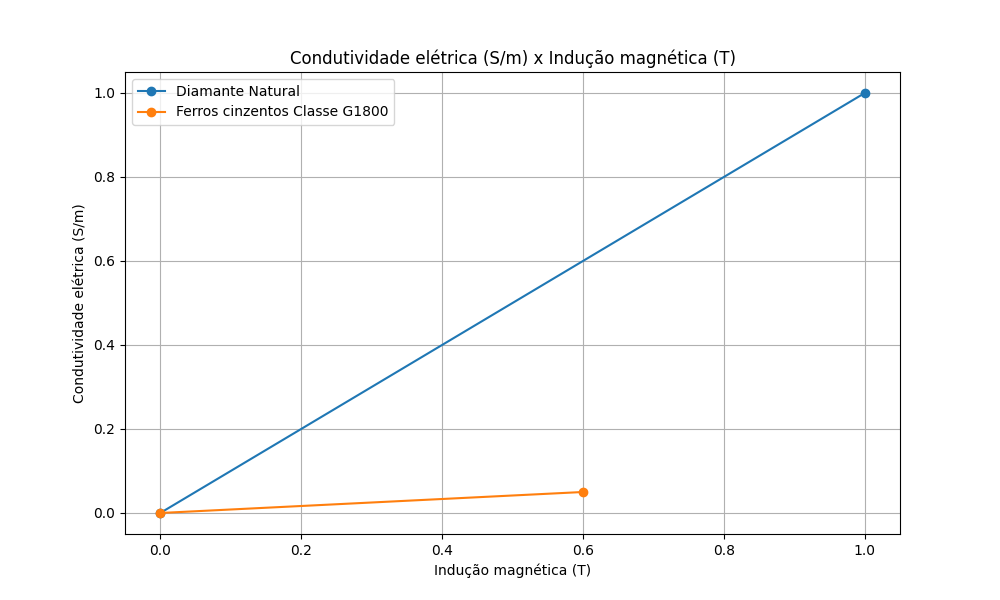 Condutividade elétrica (S/m) x Indução magnética (T)
Diamante Natural
Ferros cinzentos Classe G1800
Condutividade elétrica (S/m)
1.0
0.8
0.6
0.4
0.2
0.0
0.0 0.2 0.4 0.6 0.8 1.0
Indução magnética (T)